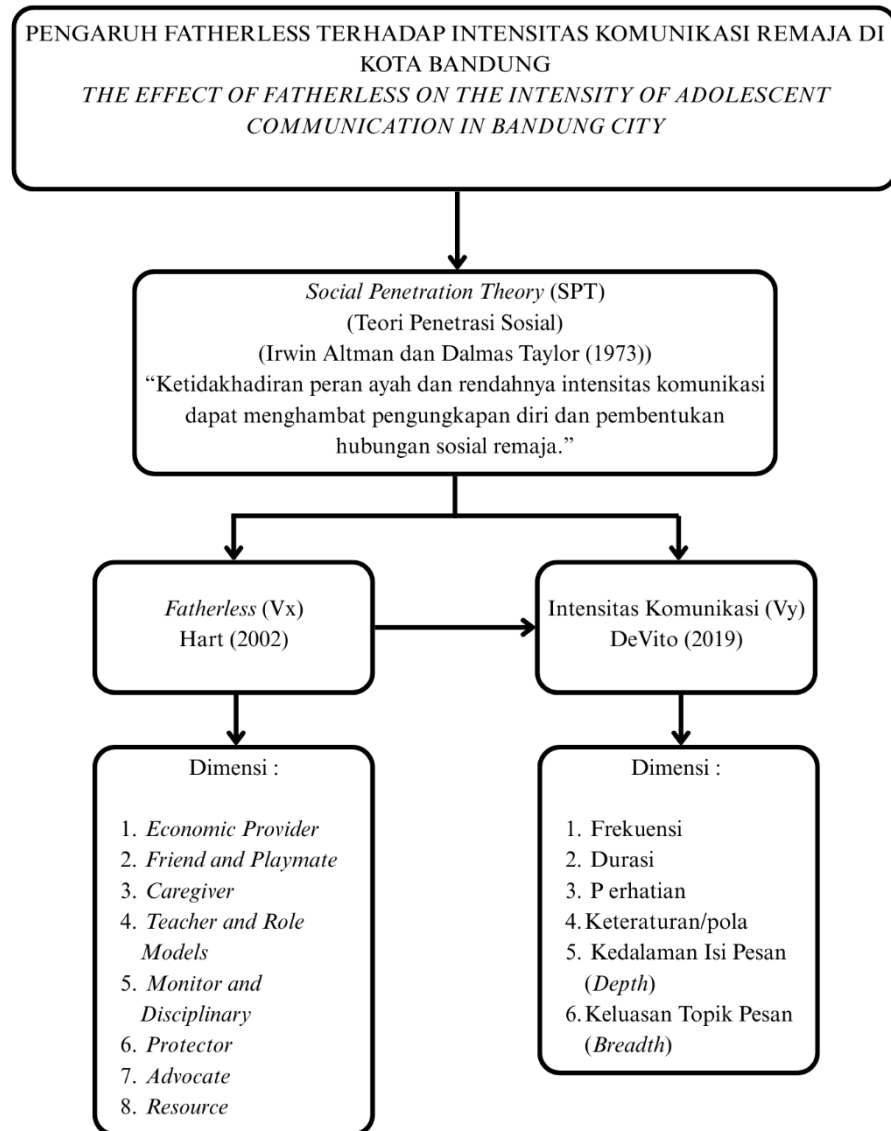 PENGARUH FATHERLESS TERHADAP INTENSITAS KOMUNIKASI REMAJA DI
KOTA BANDUNG
THE EFFECT OF FATHERLESS ON THE INTENSITY OF ADOLESCENT
COMMUNICATION IN BANDUNG CITY
Social Penetration Theory (SPT)
(Teori Penetrasi Sosial)
(Irwin Altman dan Dalmas Taylor (1973))
“Ketidakhadiran peran ayah dan rendahnya intensitas komunikasi
dapat menghambat pengungkapan diri dan pembentukan
hubungan sosial remaja.”
Fatherless (Vx)
Hart (2002)
Intensitas Komunikasi (Vy)
DeVito (2019)
Dimensi :
1. Economic Provider
2. Friend and Playmate
3. Caregiver
4. Teacher and Role
Models
5. Monitor and
Disciplinary
6. Protector
7. Advocate
8. Resource
Dimensi :
1. Frekuensi
2. Durasi
3. P erhatian
4. Keteraturan/pola
5. Kedalaman Isi Pesan
(Depth)
6. Keluasan Topik Pesan
(Breadth)